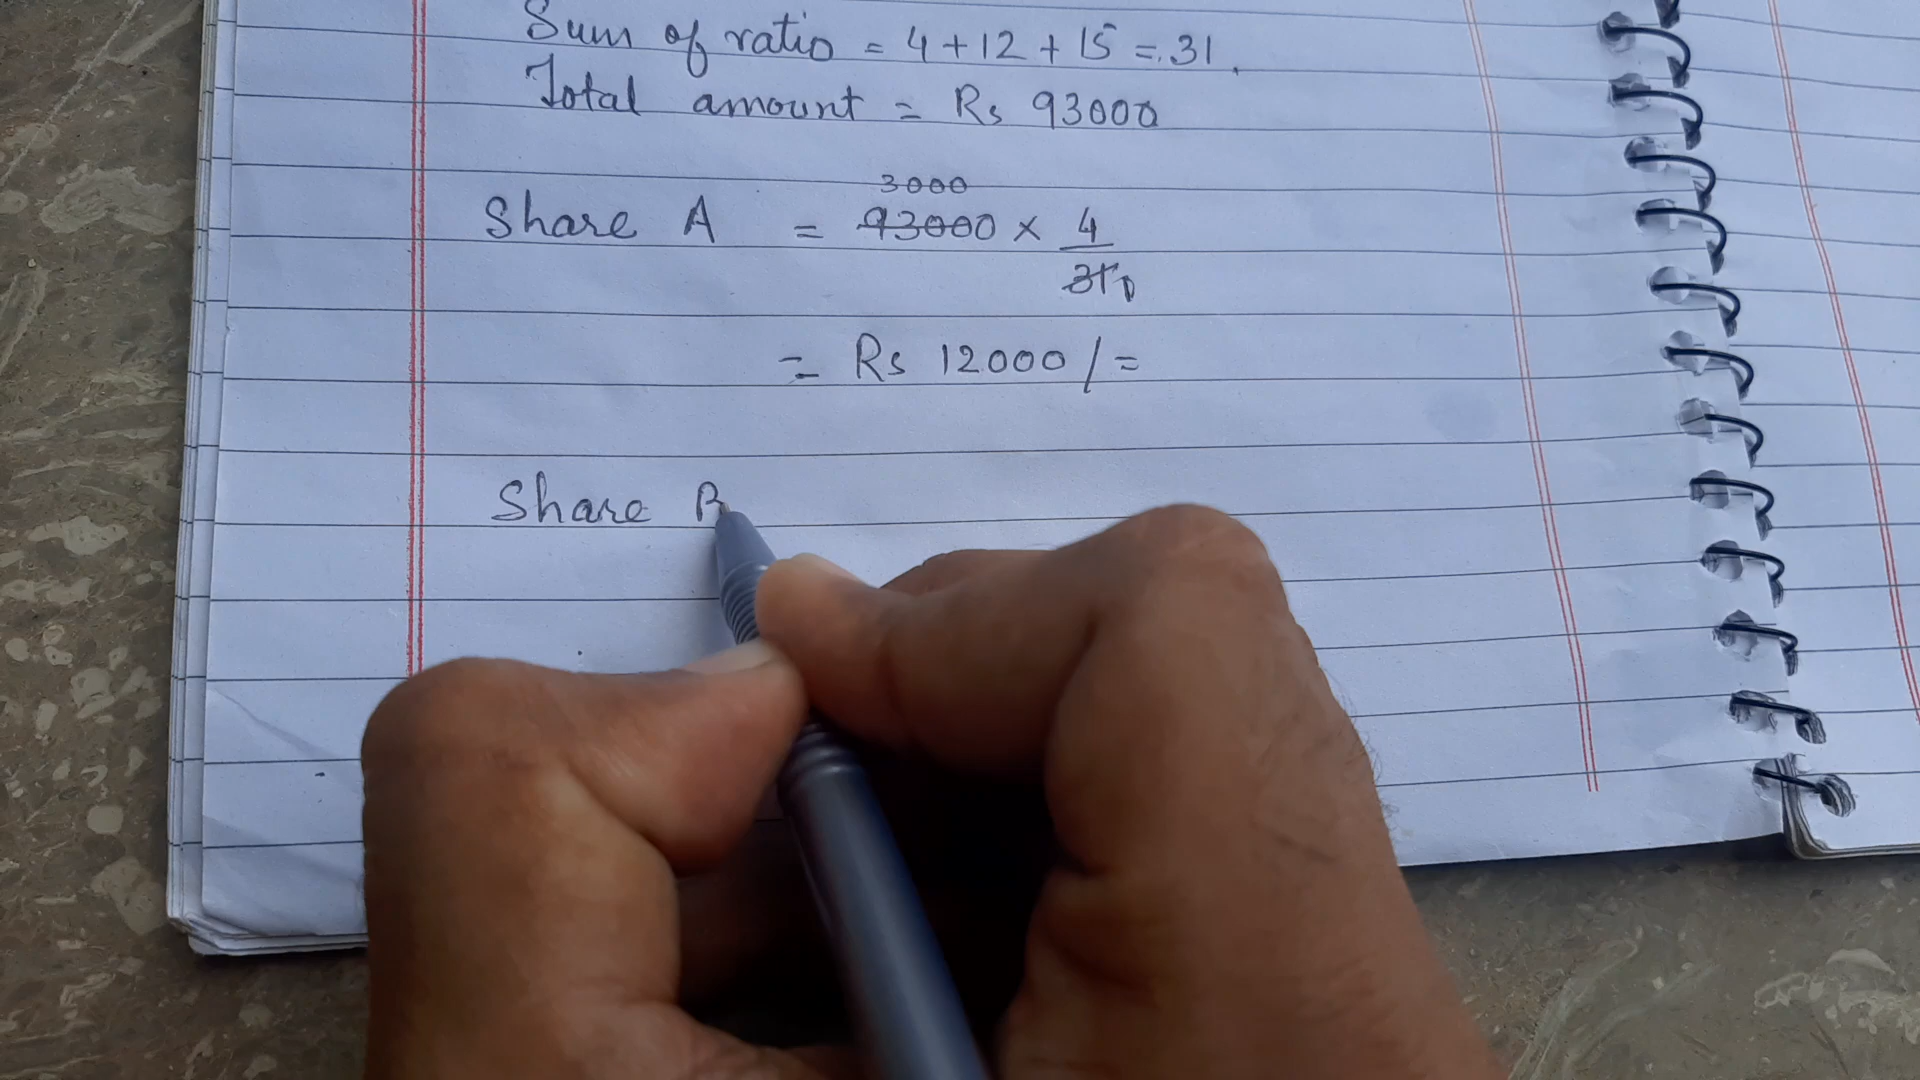 Sum of ratio = 4 + 12 + 15 = 31.
Total amount = Rs 93000
3000
Share A = 93000 × 4
31 1
= Rs 12000/=
Share B